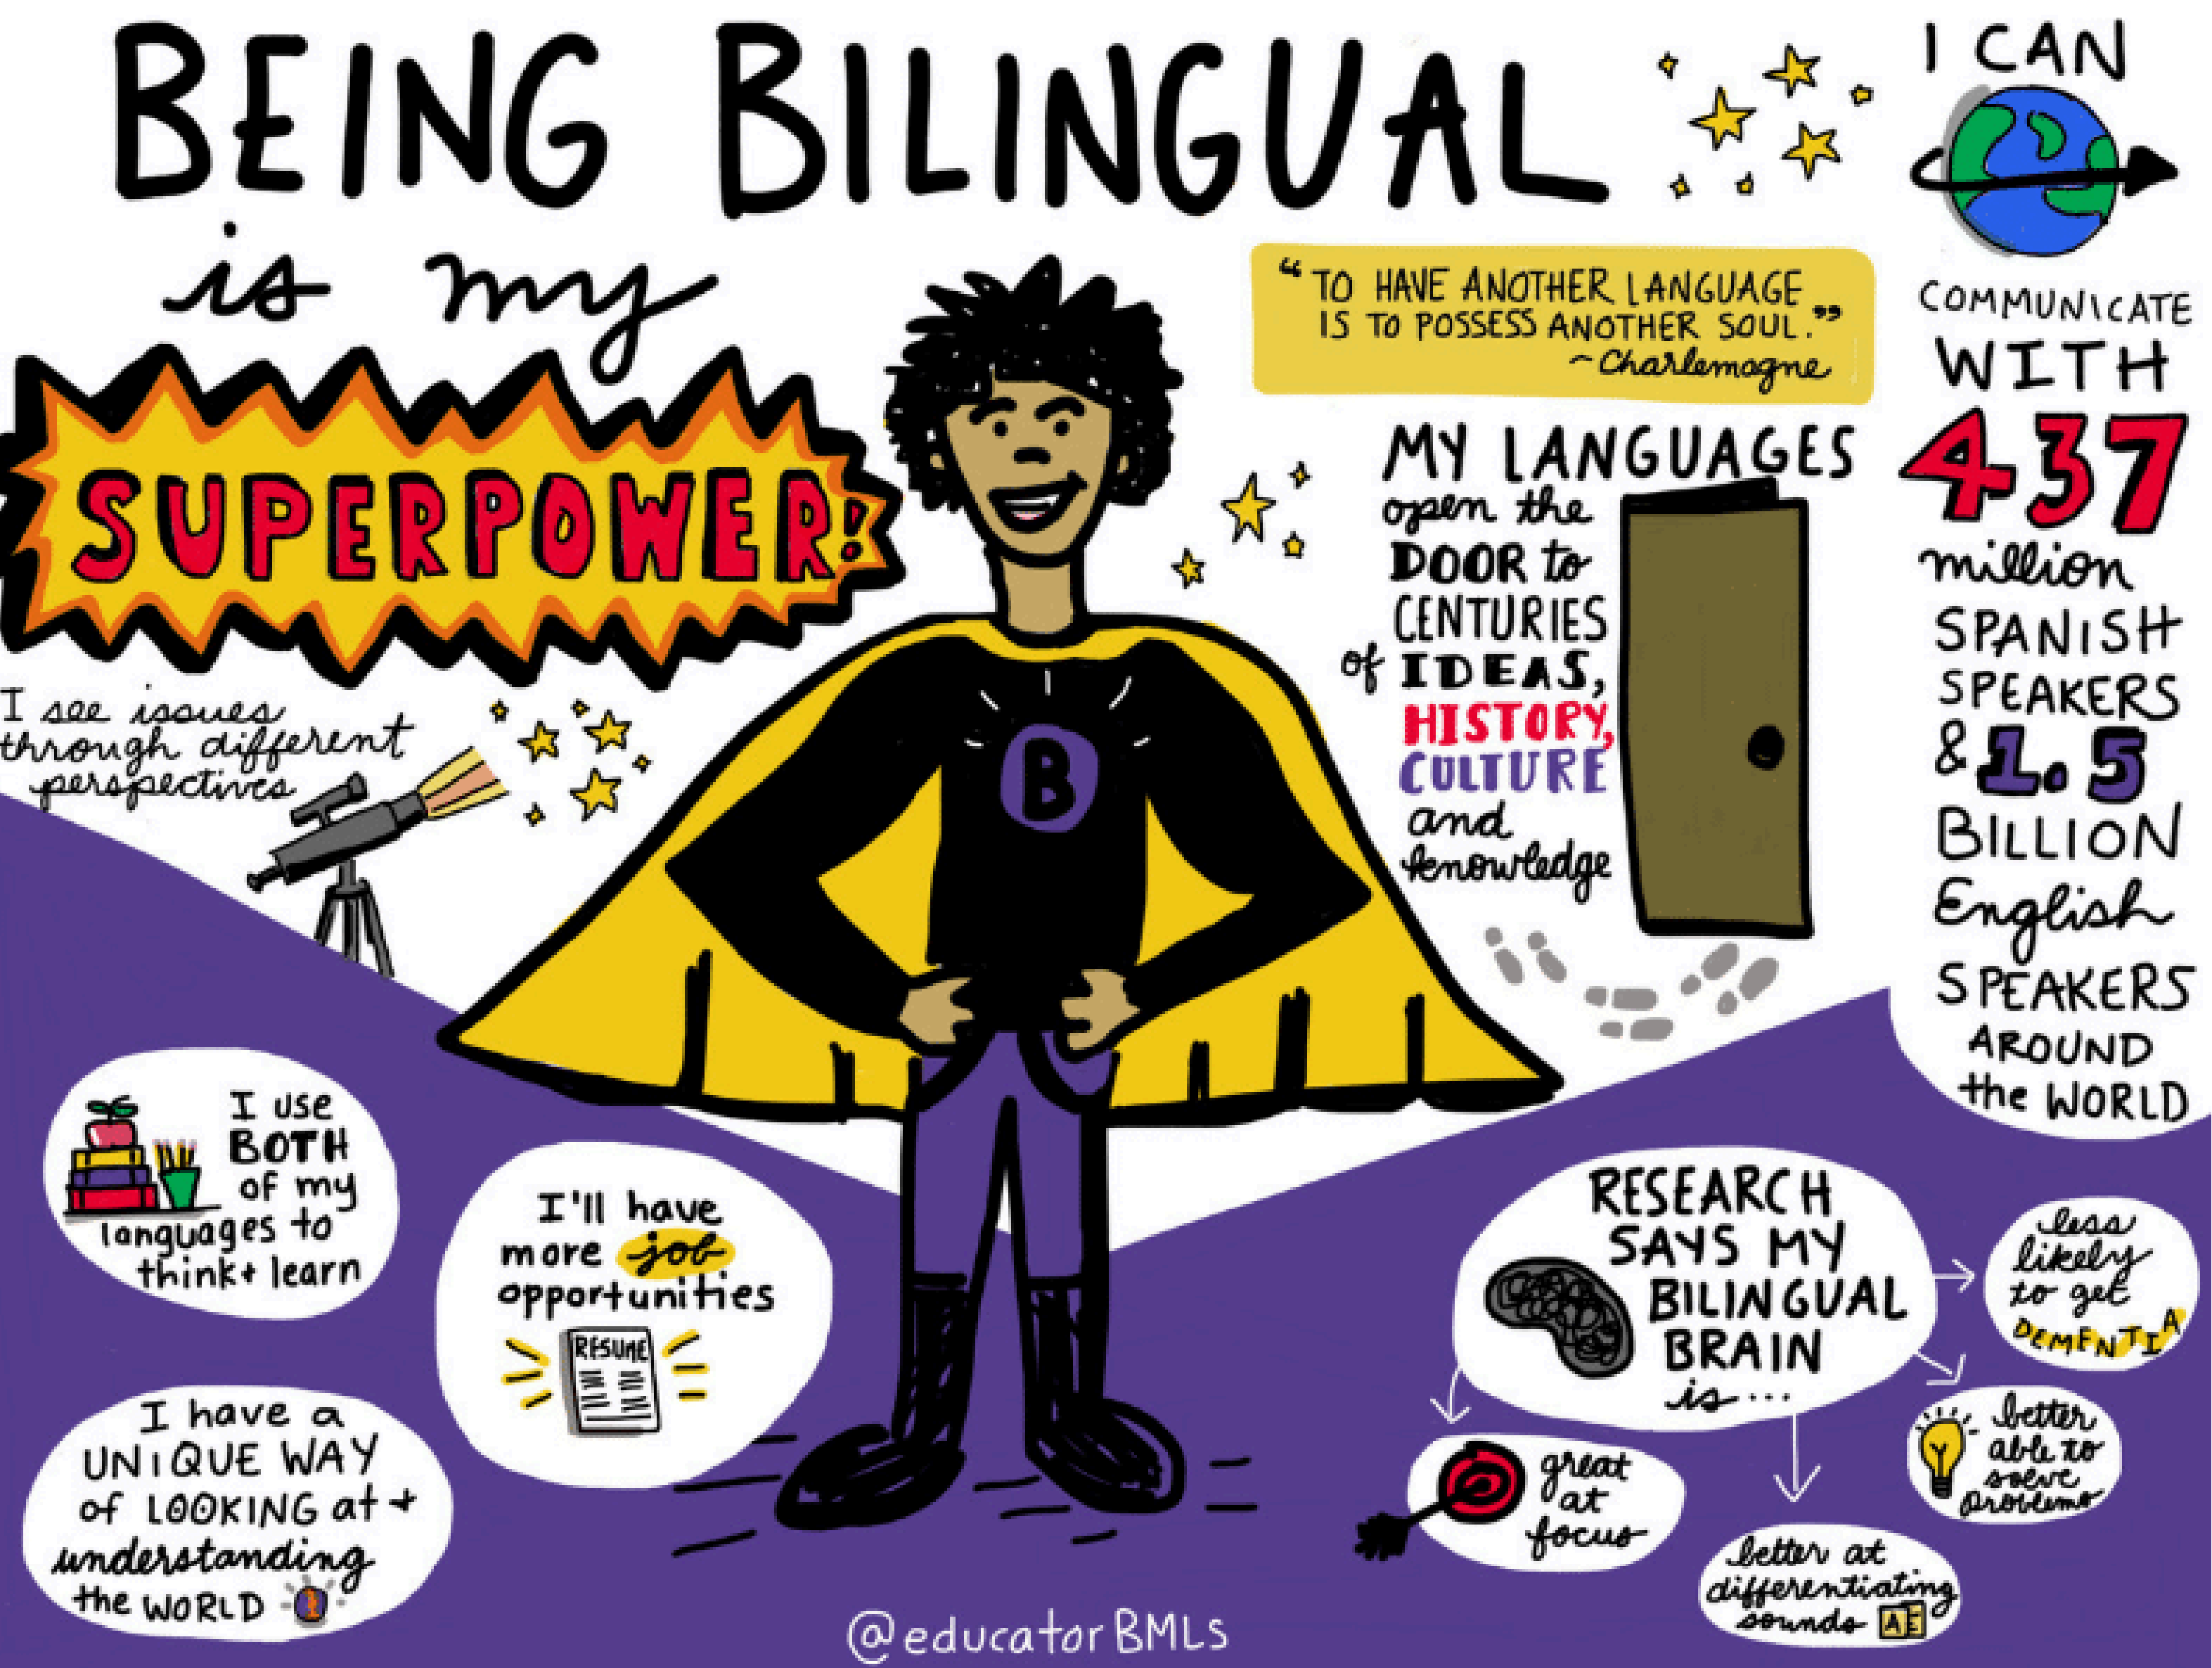 BEING BILINGUAL
is my
SUPERPOWER!
I see issues
through different
perspectives
B
"TO HAVE ANOTHER LANGUAGE
IS TO POSSESS ANOTHER SOUL."
~Charlemagne
MY LANGUAGES
open the
DOOR to
CENTURIES
of IDEAS,
HISTORY,
CULTURE
and
knowledge
I CAN
COMMUNICATE
WITH
437
million
SPANISH
SPEAKERS
& 1.5
BILLION
English
SPEAKERS
AROUND
the WORLD
I USE
BOTH
of my
languages to
think + learn
I'll have
more job
opportunities
RESUME
I have a
UNIQUE WAY
of LOOKING at +
understanding
the WORLD
1
RESEARCH
SAYS MY
BILINGUAL
BRAIN
is...
less
likely
to get
DEMENTIA
better
able to
solve
problems
great
at
focus
better at
differentiating
sounds AE
@educatorBMLs